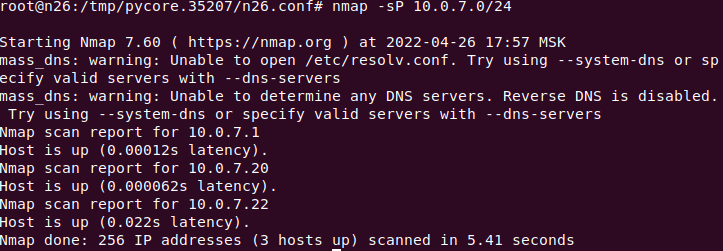 root@n26:/tmp/pycore.35207/n26.conf# nmap -sP 10.0.7.0/24
Starting Nmap 7.60 ( https://nmap.org ) at 2022-04-26 17:57 MSK
mass_dns: warning: Unable to open /etc/resolv.conf. Try using --system-dns or sp
ecify valid servers with --dns-servers
mass_dns: warning: Unable to determine any DNS servers. Reverse DNS is disabled.
 Try using --system-dns or specify valid servers with --dns-servers
Nmap scan report for 10.0.7.1
Host is up (0.00012s latency).
Nmap scan report for 10.0.7.20
Host is up (0.000062s latency).
Nmap scan report for 10.0.7.22
Host is up (0.022s latency).
Nmap done: 256 IP addresses (3 hosts up) scanned in 5.41 seconds